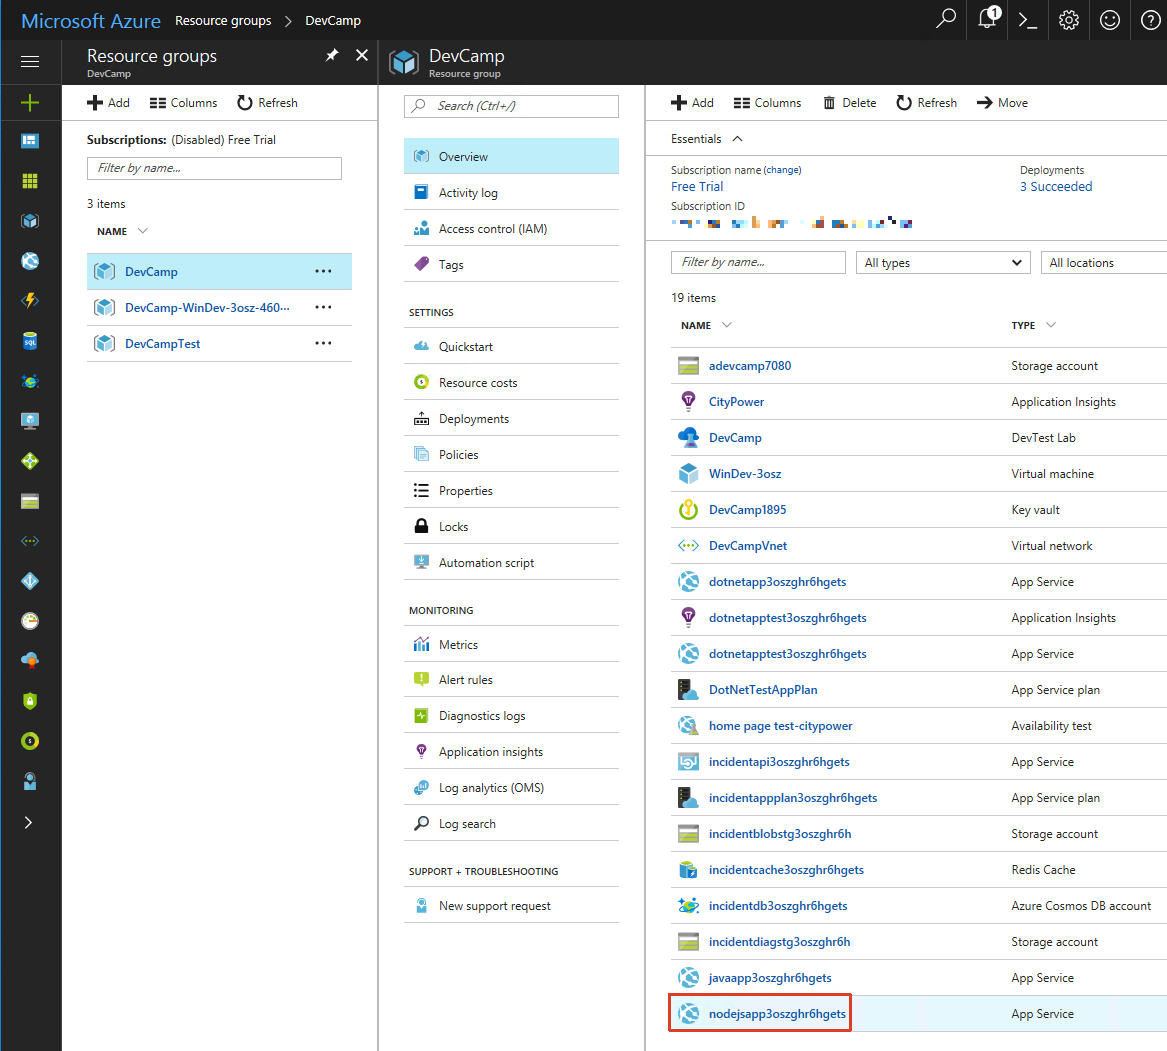 Microsoft Azure Resource groups > DevCamp 1
Resource groups
DevCamp
Add Columns Refresh
Subscriptions: (Disabled) Free Trial
Filter by name...
3 items
NAME
DevCamp ...
DevCamp-WinDev-3osz-460... ...
DevCampTest ...
DevCamp
Resource group
Search (Ctrl+/)
Overview
Activity log
Access control (IAM)
Tags
SETTINGS
Quickstart
Resource costs
Deployments
Policies
Properties
Locks
Automation script
MONITORING
Metrics
Alert rules
Diagnostics logs
Application insights
Log analytics (OMS)
Log search
SUPPORT + TROUBLESHOOTING
New support request
Add Columns Delete Refresh Move
Essentials
Subscription name (change) Deployments
Free Trial 3 Succeeded
Subscription ID
Filter by name... All types All locations
19 items
NAME TYPE
adevcamp7080 Storage account
CityPower Application Insights
DevCamp DevTest Lab
WinDev-3osz Virtual machine
DevCamp1895 Key vault
DevCampVnet Virtual network
dotnetapp3oszghr6hgets App Service
dotnetapptest3oszghr6hgets Application Insights
dotnetapptest3oszghr6hgets App Service
DotNetTestAppPlan App Service plan
home page test-citypower Availability test
incidentapi3oszghr6hgets App Service
incidentappplan3oszghr6hgets App Service plan
incidentblobstg3oszghr6h Storage account
incidentcache3oszghr6hgets Redis Cache
incidentdb3oszghr6hgets Azure Cosmos DB account
incidentdiagstg3oszghr6h Storage account
javaapp3oszghr6hgets App Service
nodejsapp3oszghr6hgets App Service